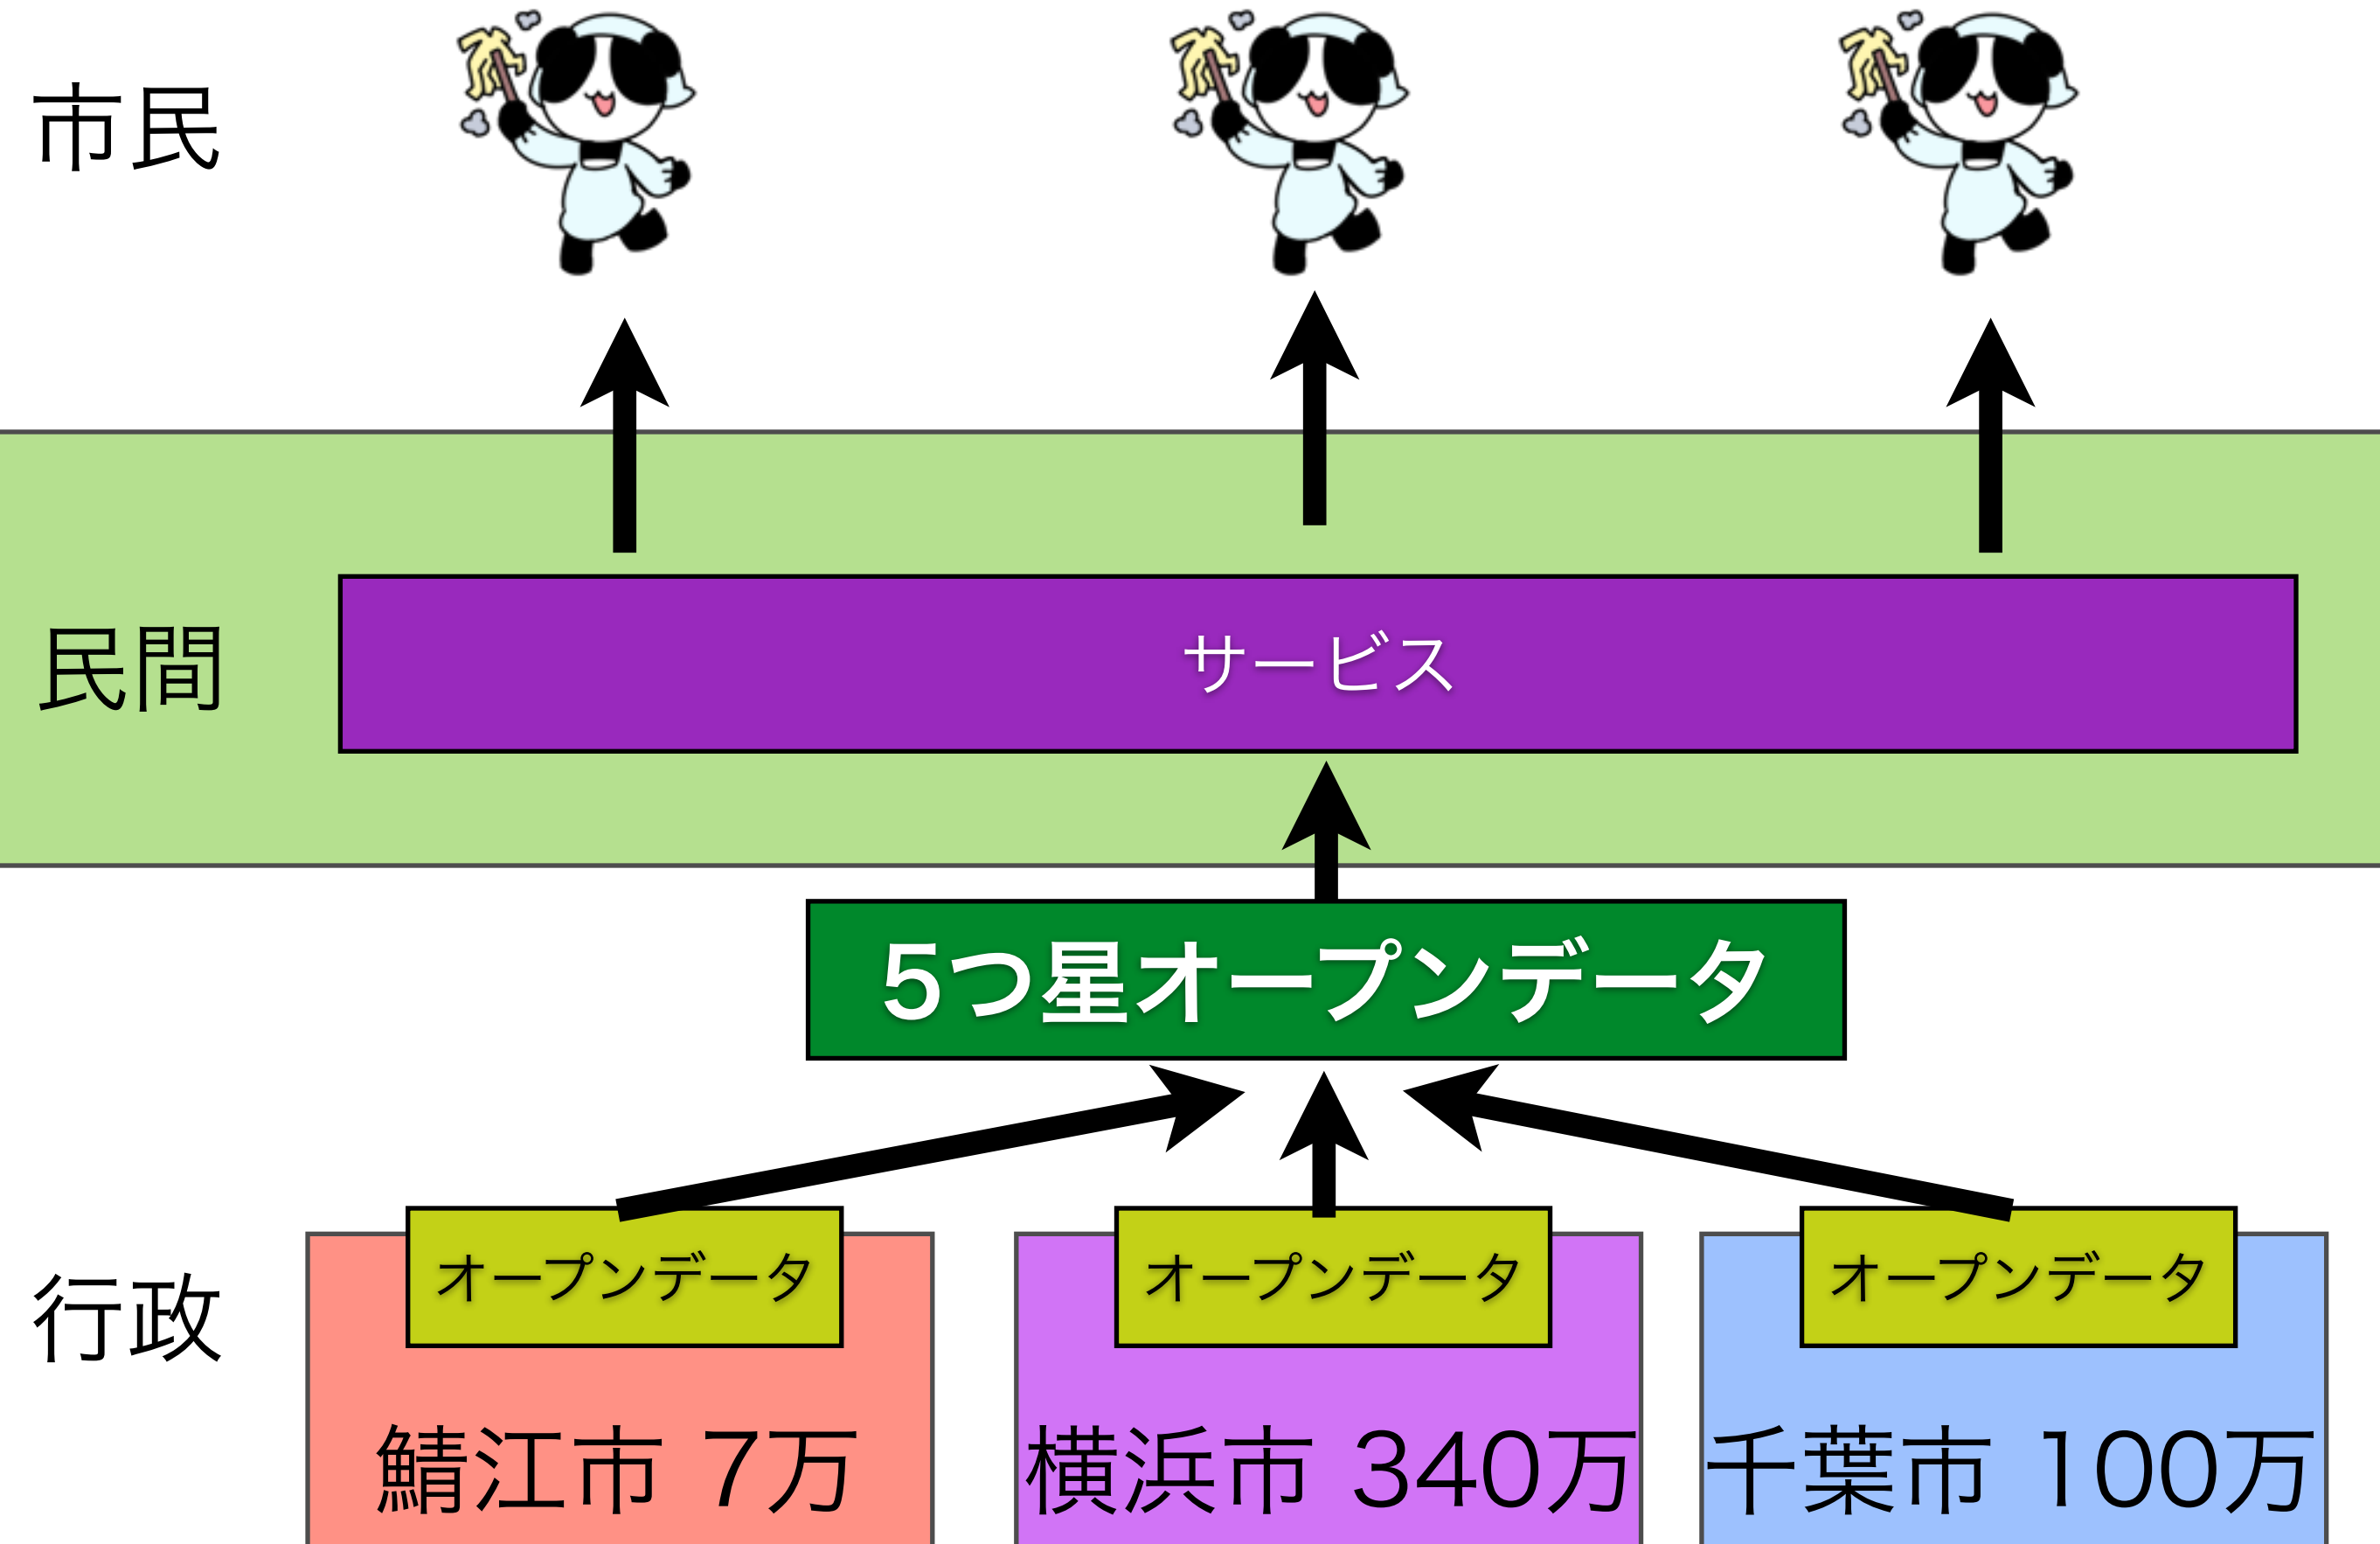 市民
民間
サービス
5つ星オープンデータ
行政
オープンデータ
オープンデータ
オープンデータ
鯖江市 7万
横浜市 340万
千葉市 100万